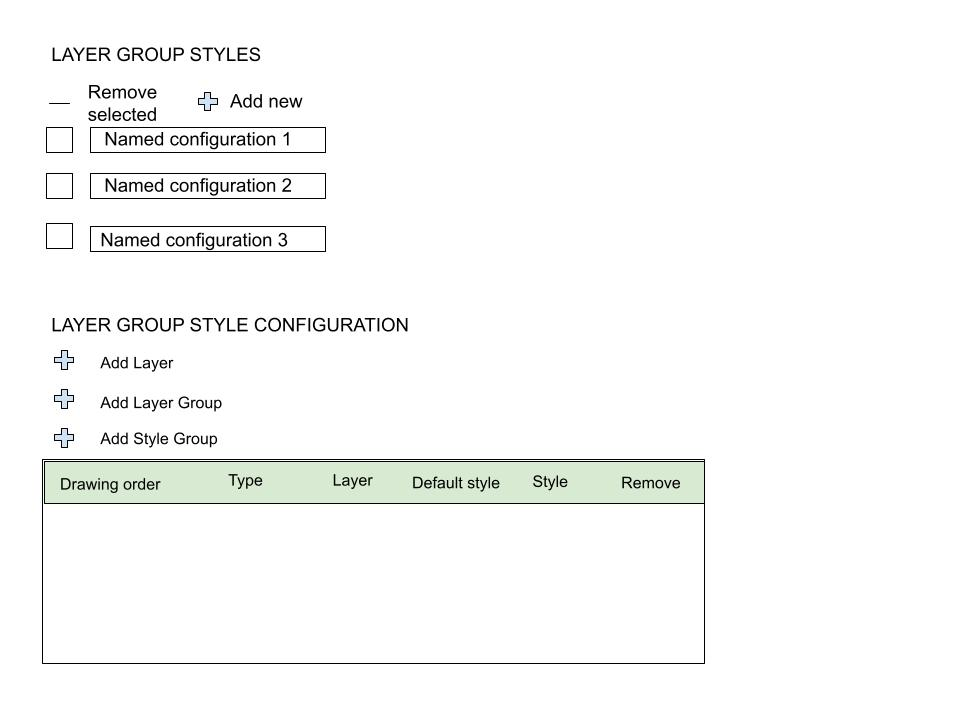 LAYER GROUP STYLES
Remove
selected
Add new
Named configuration 1
Named configuration 2
Named configuration 3
LAYER GROUP STYLE CONFIGURATION
Add Layer
Add Layer Group
Add Style Group
Drawing order Type Layer Default style Style Remove